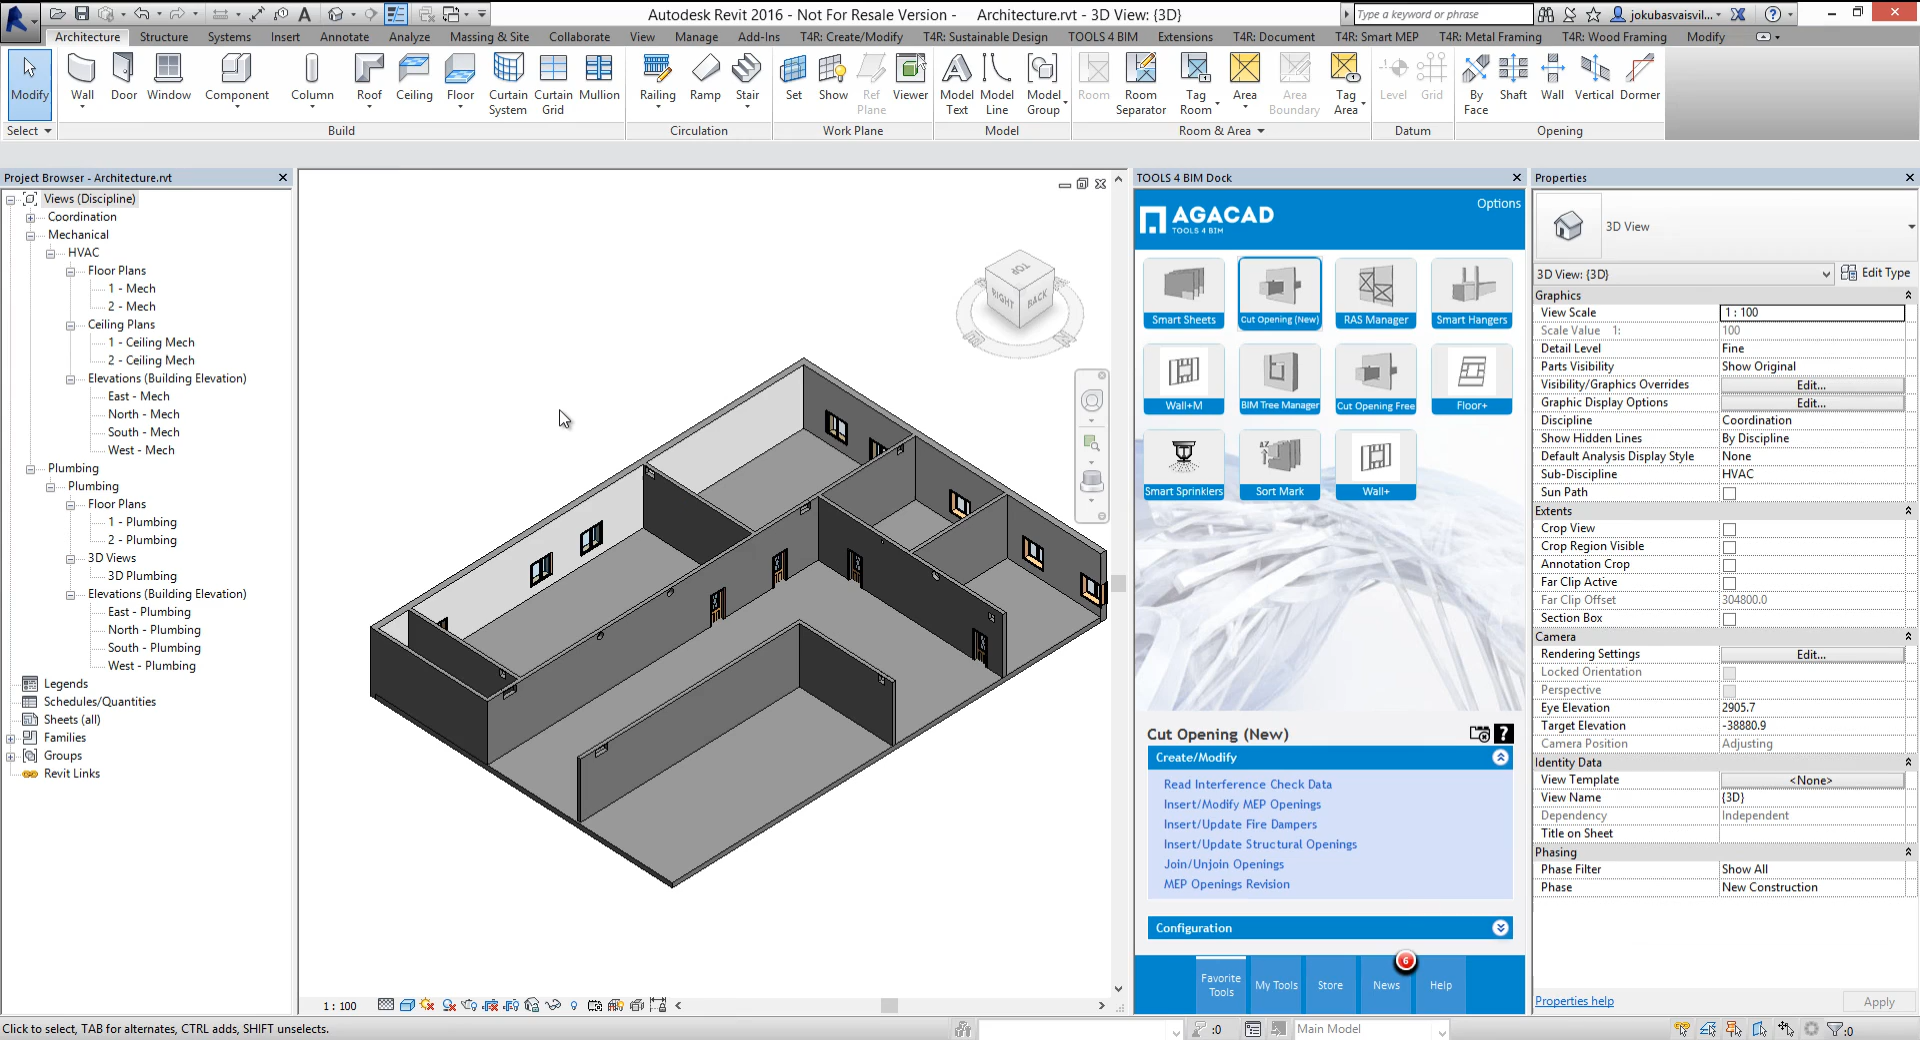 Autodesk Revit 2016 - Not For Resale Version - Architecture.rvt - 3D View: {3D}
Type a keyword or phrase
jokubasvaisvil...
Architecture Structure Systems Insert Annotate Analyze Massing & Site Collaborate View Manage Add-Ins T4R: Create/Modify T4R: Sustainable Design TOOLS 4 BIM Extensions T4R: Document T4R: Smart MEP T4R: Metal Framing T4R: Wood Framing Modify
Modify Wall Door Window Component Column Roof Ceiling Floor Curtain System Curtain Grid Mullion Railing Ramp Stair Set Show Ref Plane Viewer Model Text Model Line Model Group Room Room Separator Tag Room Area Area Boundary Tag Area Level Grid By Face Shaft Wall Vertical Dormer
Select Build Circulation Work Plane Model Room & Area Datum Opening
Project Browser - Architecture.rvt
Views (Discipline)
Coordination
Mechanical
HVAC
Floor Plans
1 - Mech
2 - Mech
Ceiling Plans
1 - Ceiling Mech
2 - Ceiling Mech
Elevations (Building Elevation)
East - Mech
North - Mech
South - Mech
West - Mech
Plumbing
Plumbing
Floor Plans
1 - Plumbing
2 - Plumbing
3D Views
3D Plumbing
Elevations (Building Elevation)
East - Plumbing
North - Plumbing
South - Plumbing
West - Plumbing
Legends
Schedules/Quantities
Sheets (all)
Families
Groups
Revit Links
TOP
RIGHT
BACK
1 : 100
TOOLS 4 BIM Dock
AGACAD
TOOLS 4 BIM
Options
Smart Sheets
Cut Opening (New)
RAS Manager
Smart Hangers
Wall+M
BIM Tree Manager
Cut Opening Free
Floor+
Smart Sprinklers
Sort Mark
Wall+
Cut Opening (New)
Create/Modify
Read Interference Check Data
Insert/Modify MEP Openings
Insert/Update Fire Dampers
Insert/Update Structural Openings
Join/Unjoin Openings
MEP Openings Revision
Configuration
6
Favorite Tools
My Tools
Store
News
Help
Properties
3D View
3D View: {3D}
Edit Type
Graphics
View Scale 1 : 100
Scale Value 1: 100
Detail Level Fine
Parts Visibility Show Original
Visibility/Graphics Overrides Edit...
Graphic Display Options Edit...
Discipline Coordination
Show Hidden Lines By Discipline
Default Analysis Display Style None
Sub-Discipline HVAC
Sun Path
Extents
Crop View
Crop Region Visible
Annotation Crop
Far Clip Active
Far Clip Offset 304800.0
Section Box
Camera
Rendering Settings Edit...
Locked Orientation
Perspective
Eye Elevation 2905.7
Target Elevation -38880.9
Camera Position Adjusting
Identity Data
View Template <None>
View Name {3D}
Dependency Independent
Title on Sheet
Phasing
Phase Filter Show All
Phase New Construction
Properties help
Apply
Click to select, TAB for alternates, CTRL adds, SHIFT unselects.
:0
Main Model
:0